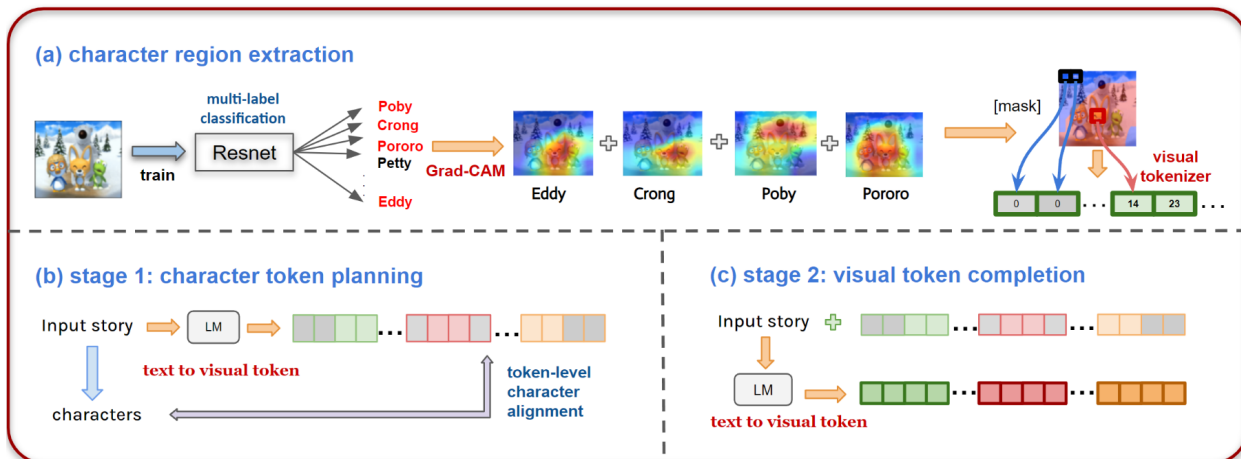 (a) character region extraction
multi-label
classification
Resnet
train
Poby
Crong
Pororo
Petty
Eddy
Grad-CAM
Eddy
Crong
Poby
Pororo
[mask]
visual
tokenizer
0 0 ... 14 23 ...
(b) stage 1: character token planning
Input story
LM
... ...
text to visual token
token-level
character
alignment
characters
(c) stage 2: visual token completion
Input story
... ...
LM
... ...
text to visual token